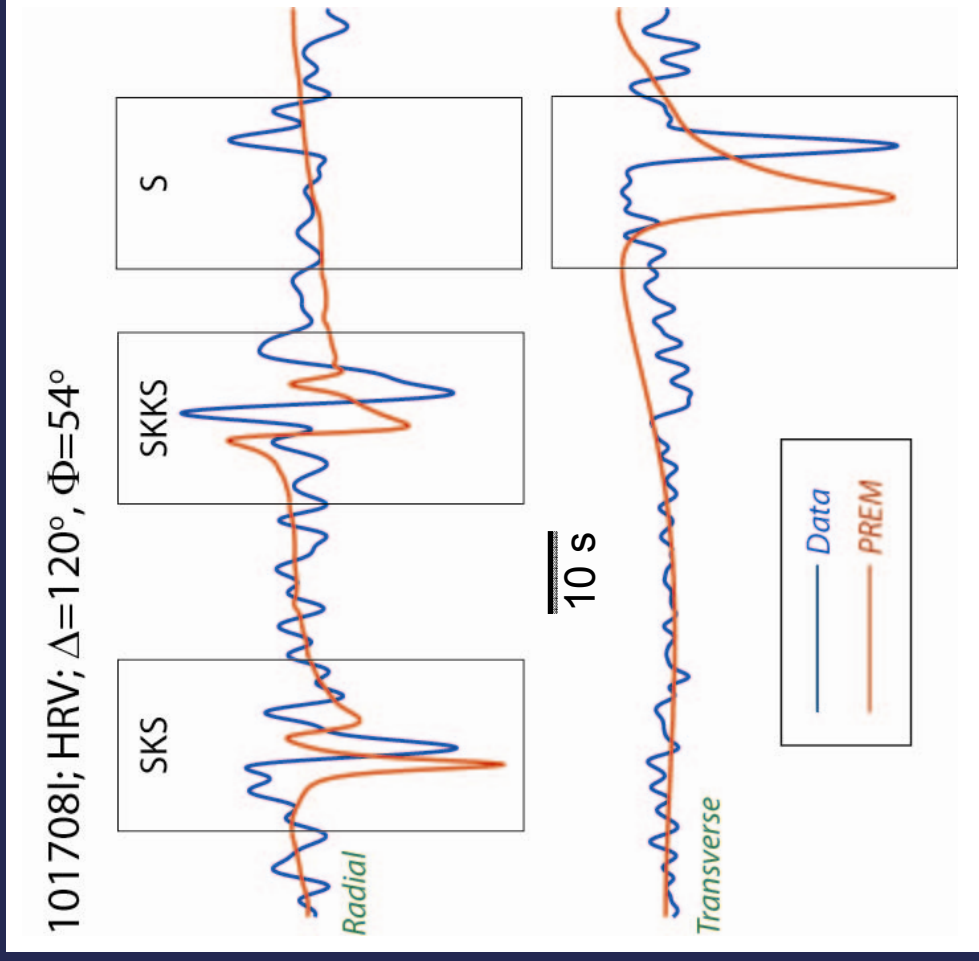 101708I; HRV; Δ=120°, Φ=54°
SKS
SKKS
S
Radial
10 s
Transverse
Data
PREM